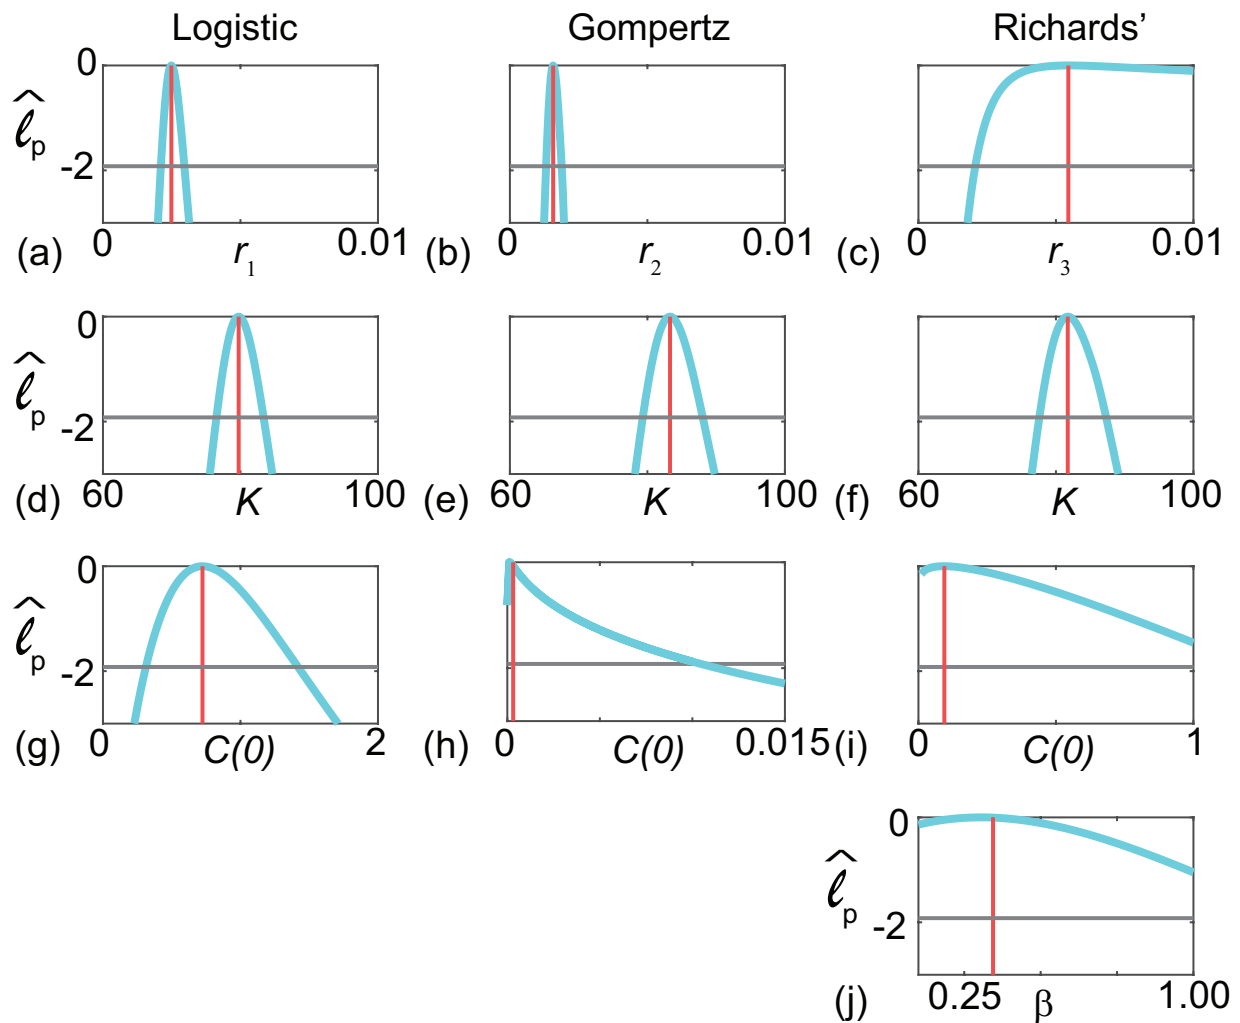 Logistic Gompertz Richards’
0
ℓ̂p
-2
(a) 0 r1 0.01 (b) 0 r2 0.01 (c) 0 r3 0.01
0
ℓ̂p
-2
(d) 60 K 100 (e) 60 K 100 (f) 60 K 100
0
ℓ̂p
-2
(g) 0 C(0) 2 (h) 0 C(0) 0.015 (i) 0 C(0) 1
0
ℓ̂p
-2
(j) 0.25 β 1.00